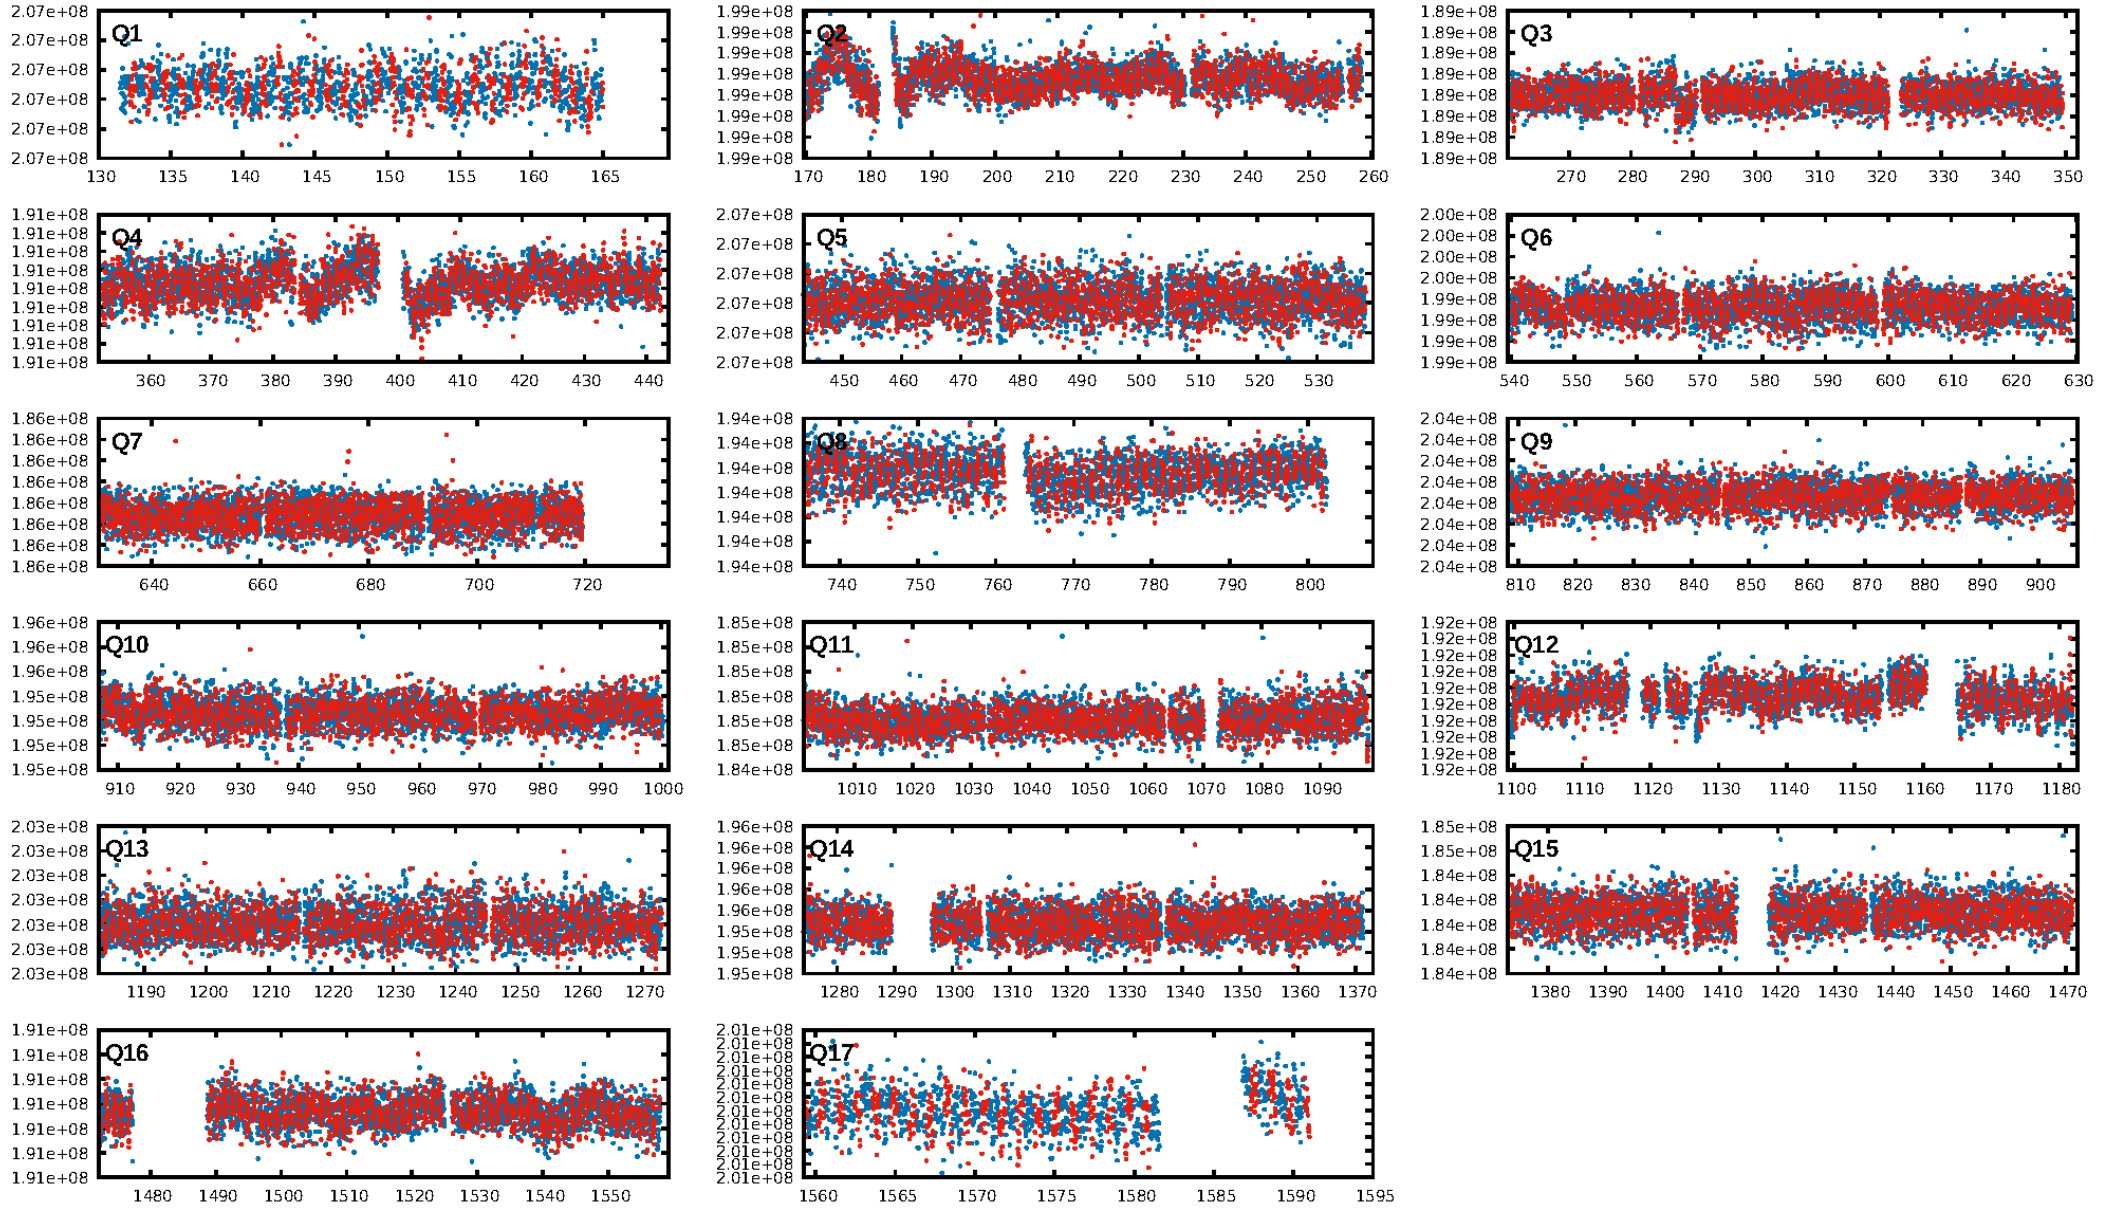 2.07e+08 2.07e+08 2.07e+08 2.07e+08 2.07e+08 2.07e+08
Q1
130 135 140 145 150 155 160 165
1.99e+08 1.99e+08 1.99e+08 1.99e+08 1.99e+08 1.99e+08 1.99e+08 1.99e+08
Q2
170 180 190 200 210 220 230 240 250 260
1.89e+08 1.89e+08 1.89e+08 1.89e+08 1.89e+08 1.89e+08 1.89e+08 1.89e+08
Q3
270 280 290 300 310 320 330 340 350
1.91e+08 1.91e+08 1.91e+08 1.91e+08 1.91e+08 1.91e+08 1.91e+08 1.91e+08 1.91e+08
Q4
360 370 380 390 400 410 420 430 440
2.07e+08 2.07e+08 2.07e+08 2.07e+08 2.07e+08 2.07e+08
Q5
450 460 470 480 490 500 510 520 530
2.00e+08 2.00e+08 2.00e+08 2.00e+08 1.99e+08 1.99e+08 1.99e+08 1.99e+08
Q6
540 550 560 570 580 590 600 610 620 630
1.86e+08 1.86e+08 1.86e+08 1.86e+08 1.86e+08 1.86e+08 1.86e+08 1.86e+08
Q7
640 660 680 700 720
1.94e+08 1.94e+08 1.94e+08 1.94e+08 1.94e+08 1.94e+08 1.94e+08
Q8
740 750 760 770 780 790 800
2.04e+08 2.04e+08 2.04e+08 2.04e+08 2.04e+08 2.04e+08 2.04e+08 2.04e+08
Q9
810 820 830 840 850 860 870 880 890 900
1.96e+08 1.96e+08 1.96e+08 1.95e+08 1.95e+08 1.95e+08 1.95e+08
Q10
910 920 930 940 950 960 970 980 990 1000
1.85e+08 1.85e+08 1.85e+08 1.85e+08 1.85e+08 1.85e+08 1.84e+08
Q11
1010 1020 1030 1040 1050 1060 1070 1080 1090
1.92e+08 1.92e+08 1.92e+08 1.92e+08 1.92e+08 1.92e+08 1.92e+08 1.92e+08 1.92e+08 1.92e+08
Q12
1100 1110 1120 1130 1140 1150 1160 1170 1180
2.03e+08 2.03e+08 2.03e+08 2.03e+08 2.03e+08 2.03e+08 2.03e+08
Q13
1190 1200 1210 1220 1230 1240 1250 1260 1270
1.96e+08 1.96e+08 1.96e+08 1.96e+08 1.96e+08 1.95e+08 1.95e+08 1.95e+08
Q14
1280 1290 1300 1310 1320 1330 1340 1350 1360 1370
1.85e+08 1.85e+08 1.84e+08 1.84e+08 1.84e+08 1.84e+08 1.84e+08
Q15
1380 1390 1400 1410 1420 1430 1440 1450 1460 1470
1.91e+08 1.91e+08 1.91e+08 1.91e+08 1.91e+08 1.91e+08 1.91e+08
Q16
1480 1490 1500 1510 1520 1530 1540 1550
2.01e+08 2.01e+08 2.01e+08 2.01e+08 2.01e+08 2.01e+08 2.01e+08 2.01e+08 2.01e+08 2.01e+08 2.01e+08 2.01e+08
Q17
1560 1565 1570 1575 1580 1585 1590 1595